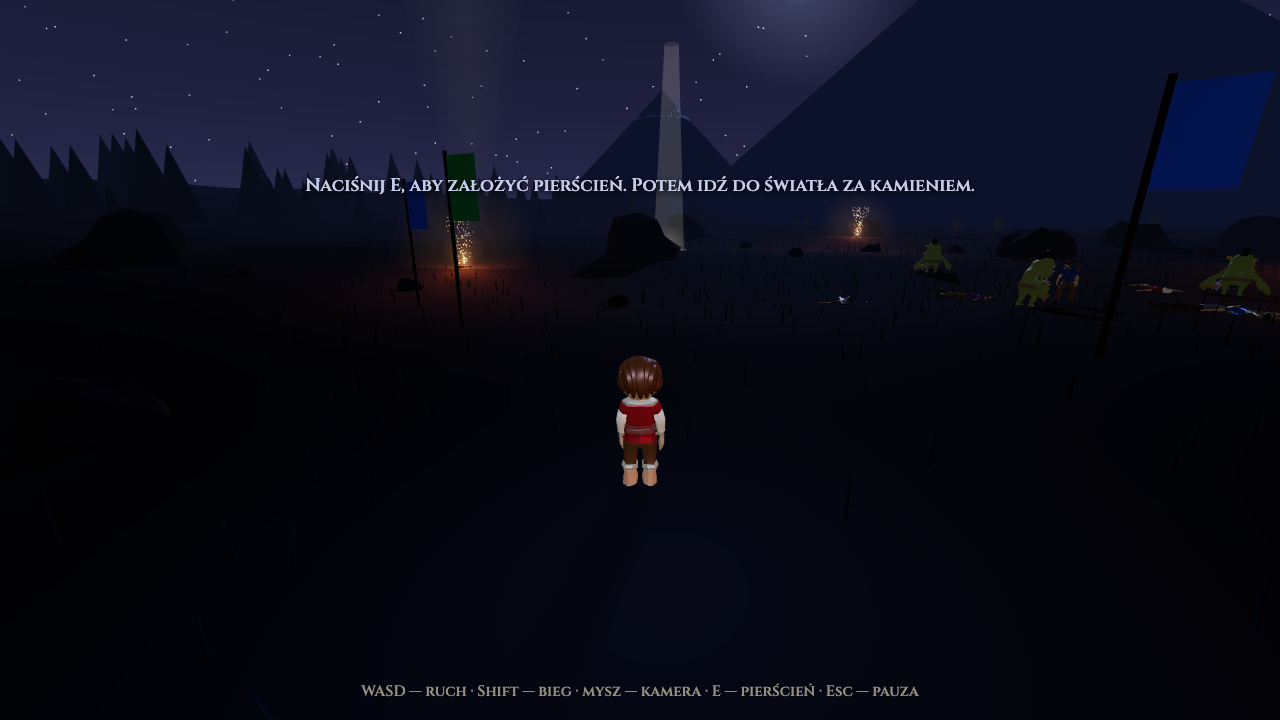 Naciśnij E, aby założyć pierścień. Potem idź do światła za kamieniem.
WASD — ruch · Shift — bieg · mysz — kamera · E — pierścień · Esc — pauza